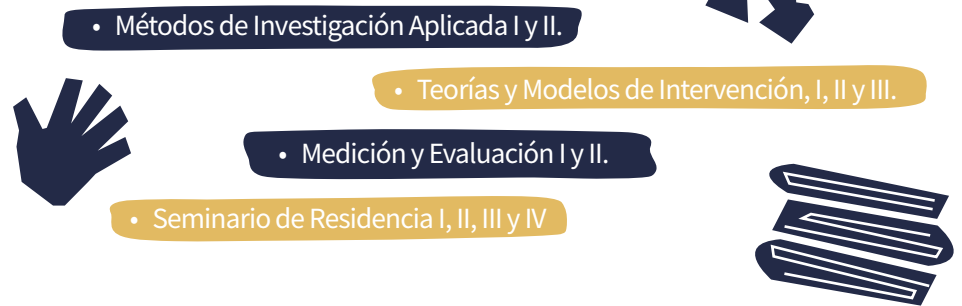 • Métodos de Investigación Aplicada I y II.
• Teorías y Modelos de Intervención, I, II y III.
• Medición y Evaluación I y II.
• Seminario de Residencia I, II, III y IV